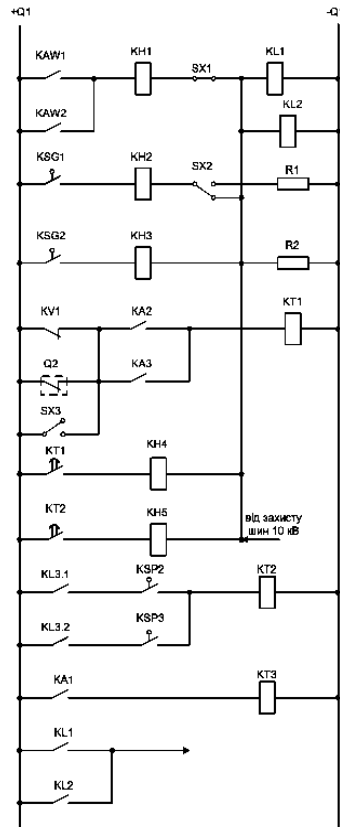 +Q1 -Q
KAW1 KH1 SX1 KL1
KAW2 KL2
KSG1 KH2 SX2 R1
KSG2 KH3 R2
KV1 KA2 KT1
Q2 KA3
SX3
KT1 KH4
KT2 KH5 від захисту
шин 10 кВ
KL3.1 KSP2 KT2
KL3.2 KSP3
KA1 KT3
KL1
KL2